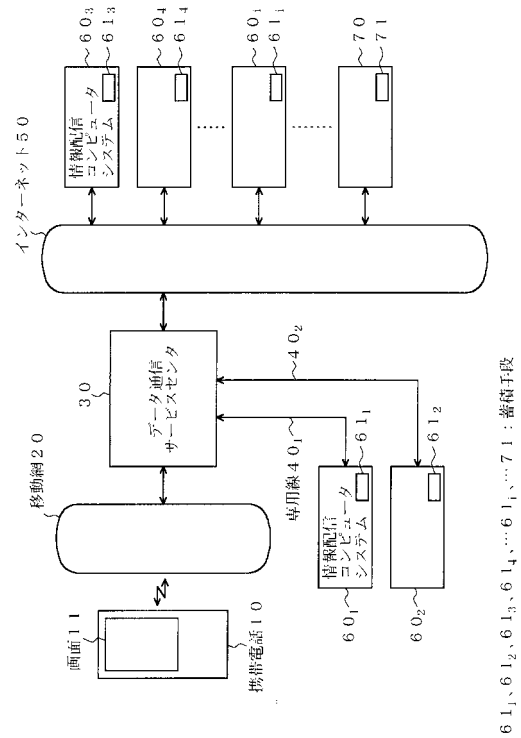 画面11
携帯電話10
移動網20
30
データ通信
サービスセンタ
専用線40₁
40₂
情報配信
コンピュータ
システム
60₁
61₁
60₂
61₂
インターネット50
情報配信
コンピュータ
システム
60₃
61₃
60₄
61₄
60ᵢ
61ᵢ
70
71
61₁、61₂、61₃、61₄、…61ᵢ、…71：蓄積手段